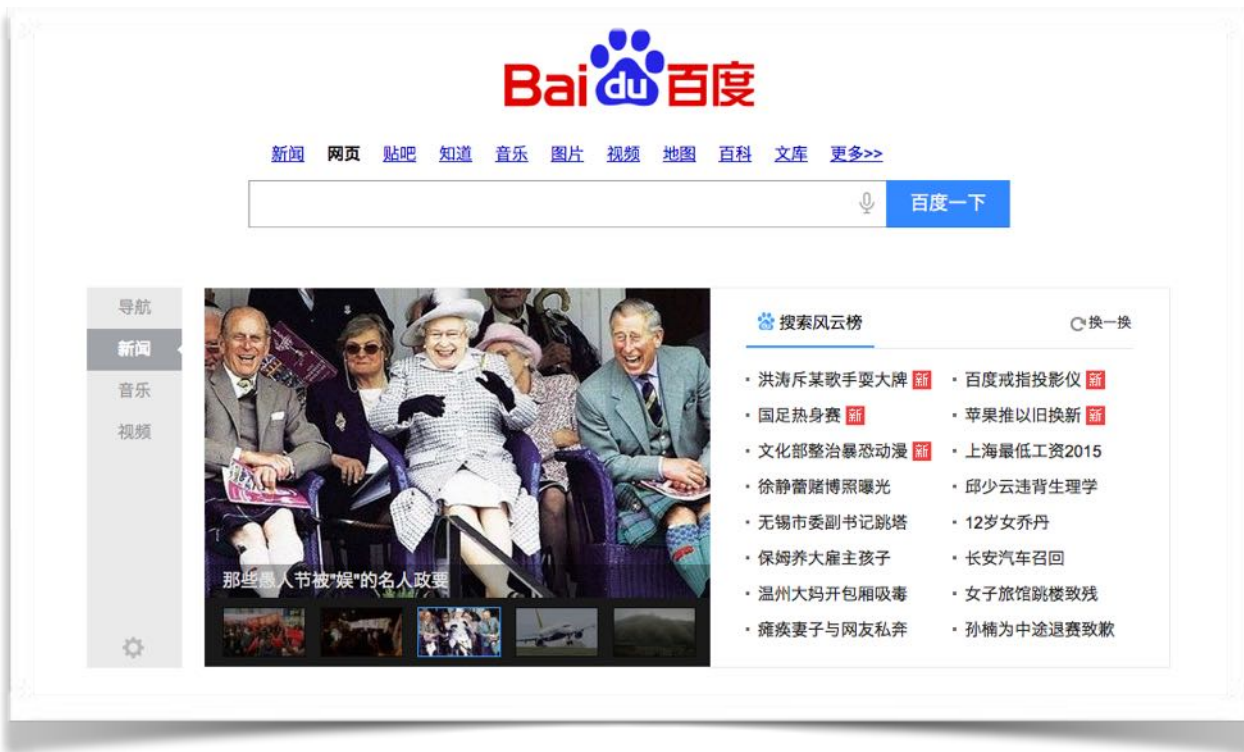 Bai du 百度
新闻 网页 贴吧 知道 音乐 图片 视频 地图 百科 文库 更多>>
百度一下
导航
新闻
音乐
视频
那些愚人节被"娱"的名人政要
搜索风云榜 换一换
洪涛斥某歌手耍大牌 新
国足热身赛 新
文化部整治暴恐动漫 新
徐静蕾赌博照曝光
无锡市委副书记跳塔
保姆养大雇主孩子
温州大妈开包厢吸毒
瘫痪妻子与网友私奔
百度戒指投影仪 新
苹果推以旧换新 新
上海最低工资2015
邱少云违背生理学
12岁女乔丹
长安汽车召回
女子旅馆跳楼致残
孙楠为中途退赛致歉